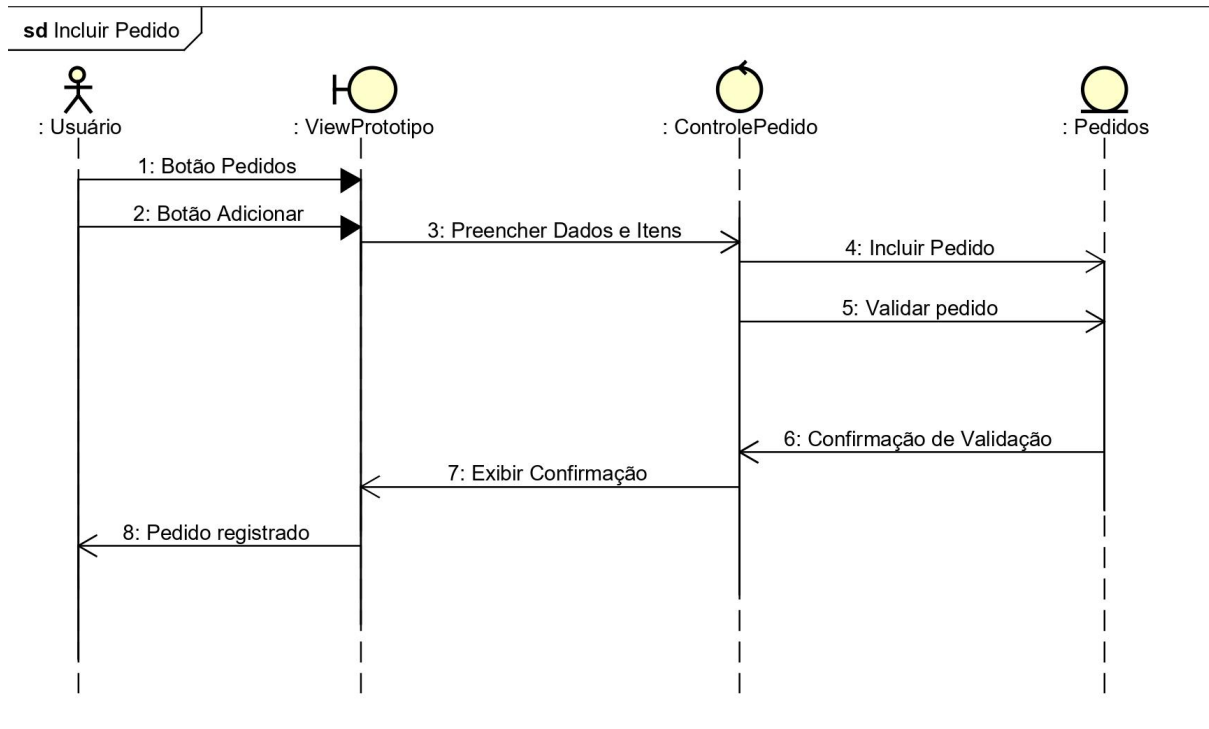 sd Incluir Pedido
: Usuário
: ViewPrototipo
: ControlePedido
: Pedidos
1: Botão Pedidos
2: Botão Adicionar
3: Preencher Dados e Itens
4: Incluir Pedido
5: Validar pedido
6: Confirmação de Validação
7: Exibir Confirmação
8: Pedido registrado